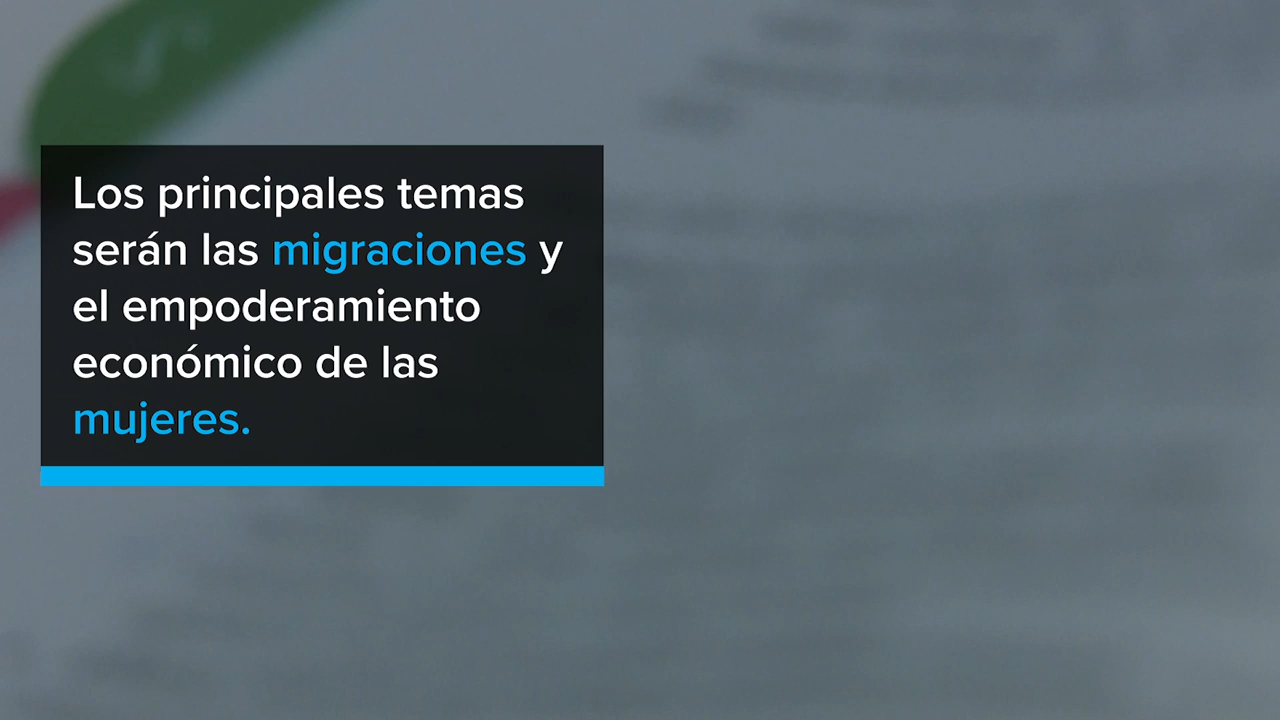 Los principales temas
serán las migraciones y
el empoderamiento
económico de las
mujeres.